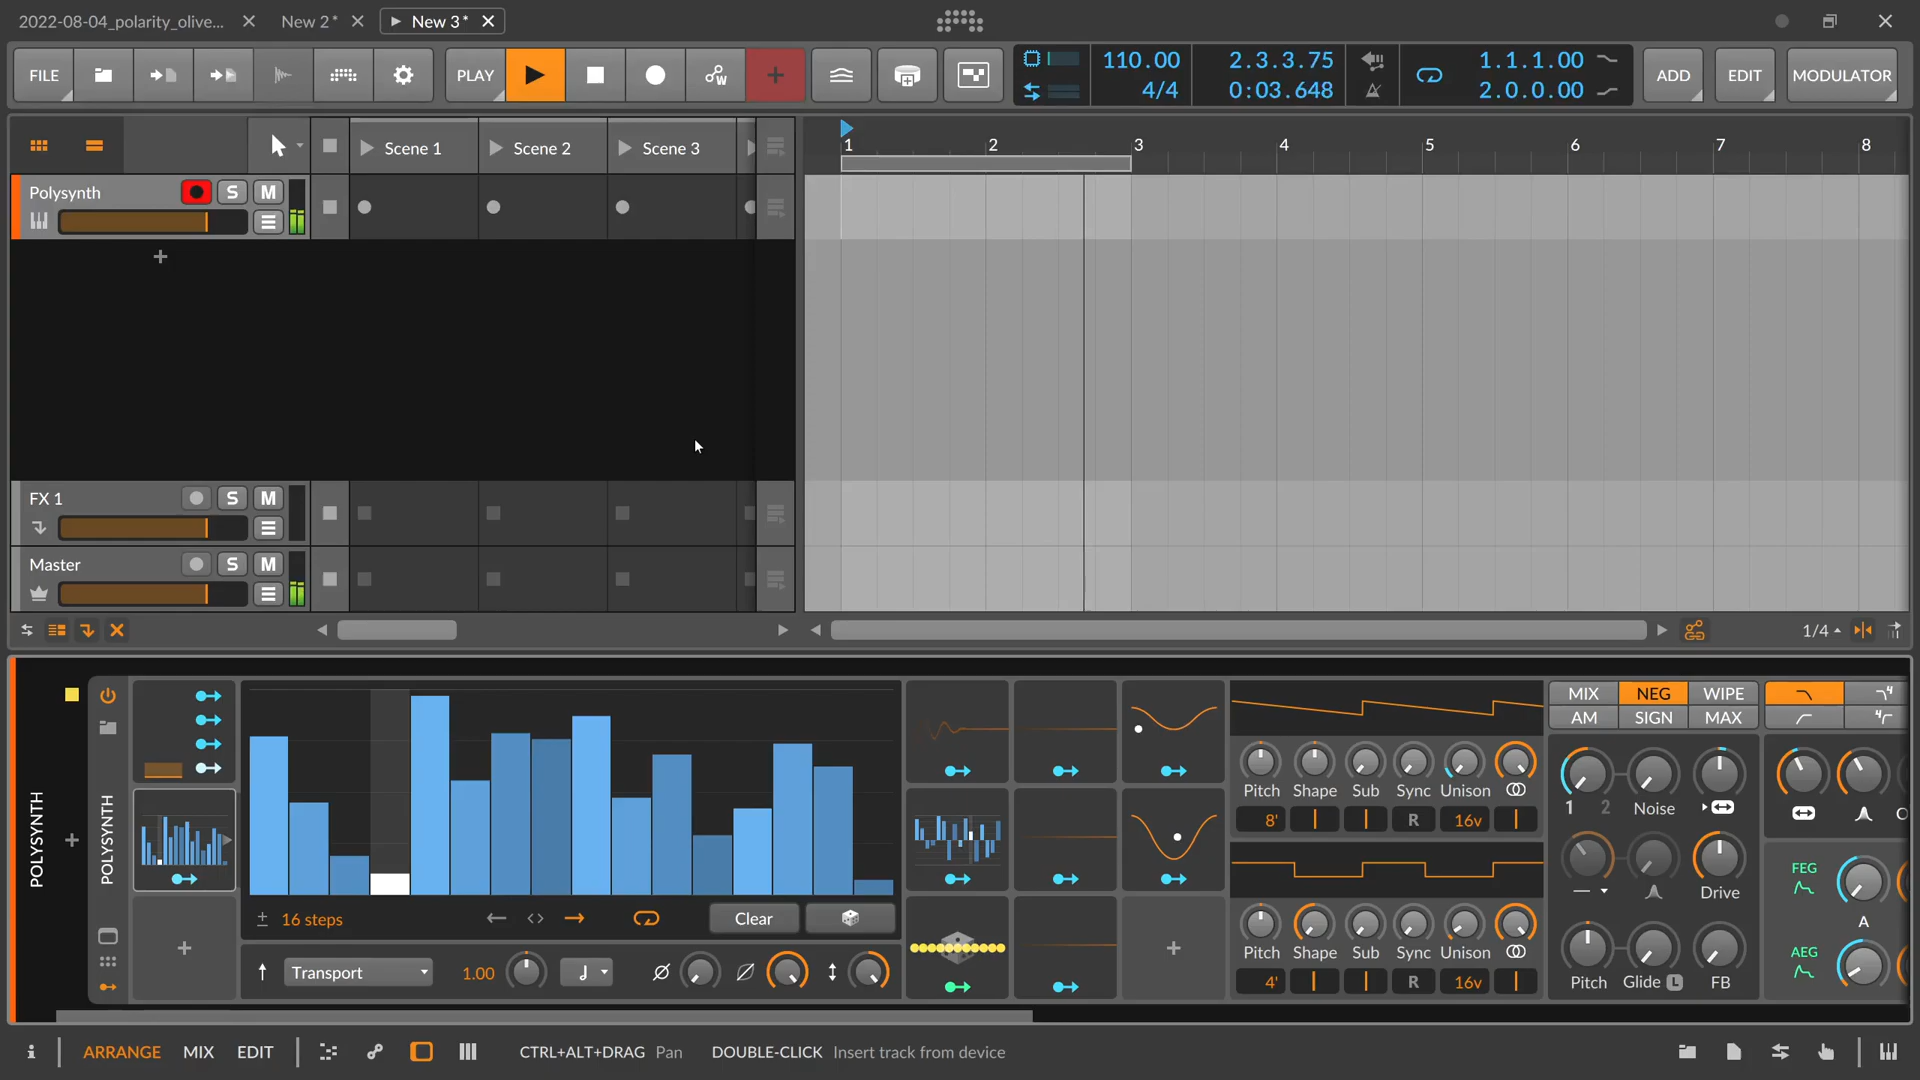 2022-08-04_polarity_olive...
New 2*
New 3*
FILE
PLAY
110.00
4/4
2.3.3.75
0:03.648
1.1.1.00
2.0.0.00
ADD
EDIT
MODULATOR
Scene 1
Scene 2
Scene 3
1
2
3
4
5
6
7
8
Polysynth
S
M
FX 1
S
M
Master
S
M
1/4
POLYSYNTH
POLYSYNTH
16 steps
Clear
Transport
1.00
Pitch
Shape
Sub
Sync
Unison
8'
R
16v
Pitch
Shape
Sub
Sync
Unison
4'
R
16v
MIX
NEG
WIPE
AM
SIGN
MAX
1
2
Noise
Drive
Pitch
Glide
L
FB
FEG
A
AEG
ARRANGE
MIX
EDIT
CTRL+ALT+DRAG Pan
DOUBLE-CLICK Insert track from device